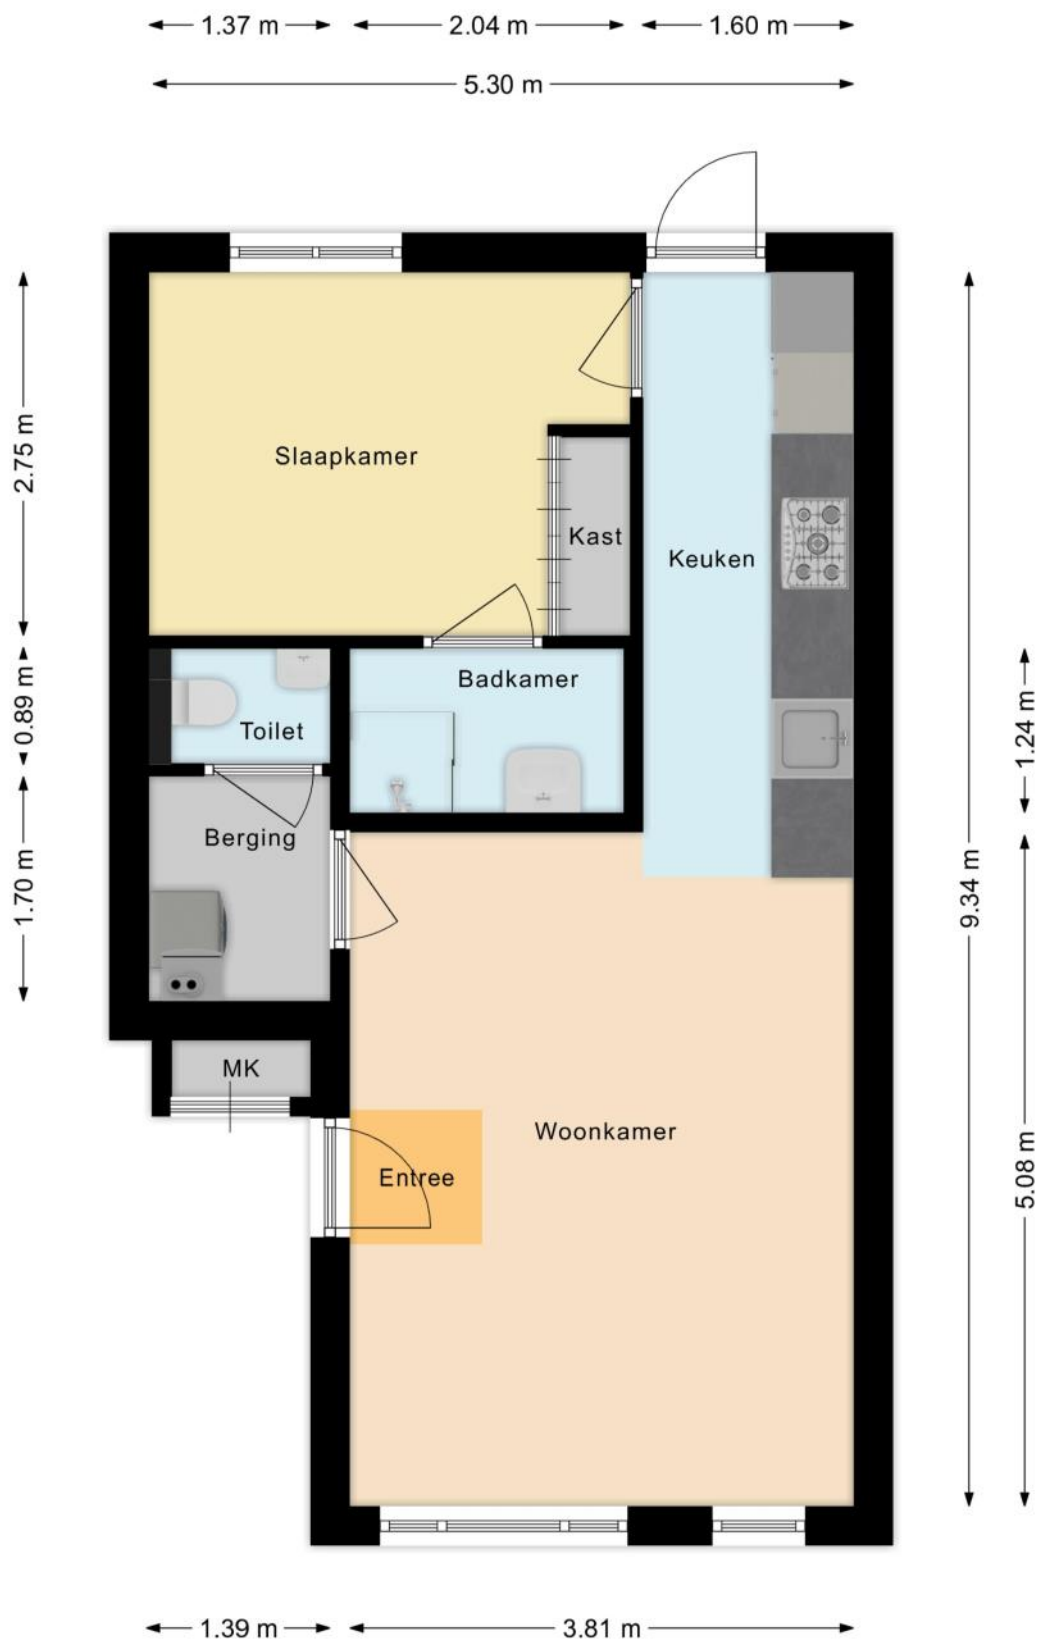 1.37 m 2.04 m 1.60 m
5.30 m
Slaapkamer
2.75 m
Kast
Keuken
Badkamer
0.89 m
Toilet
1.24 m
Berging
1.70 m
9.34 m
MK
Woonkamer
5.08 m
Entree
1.39 m 3.81 m